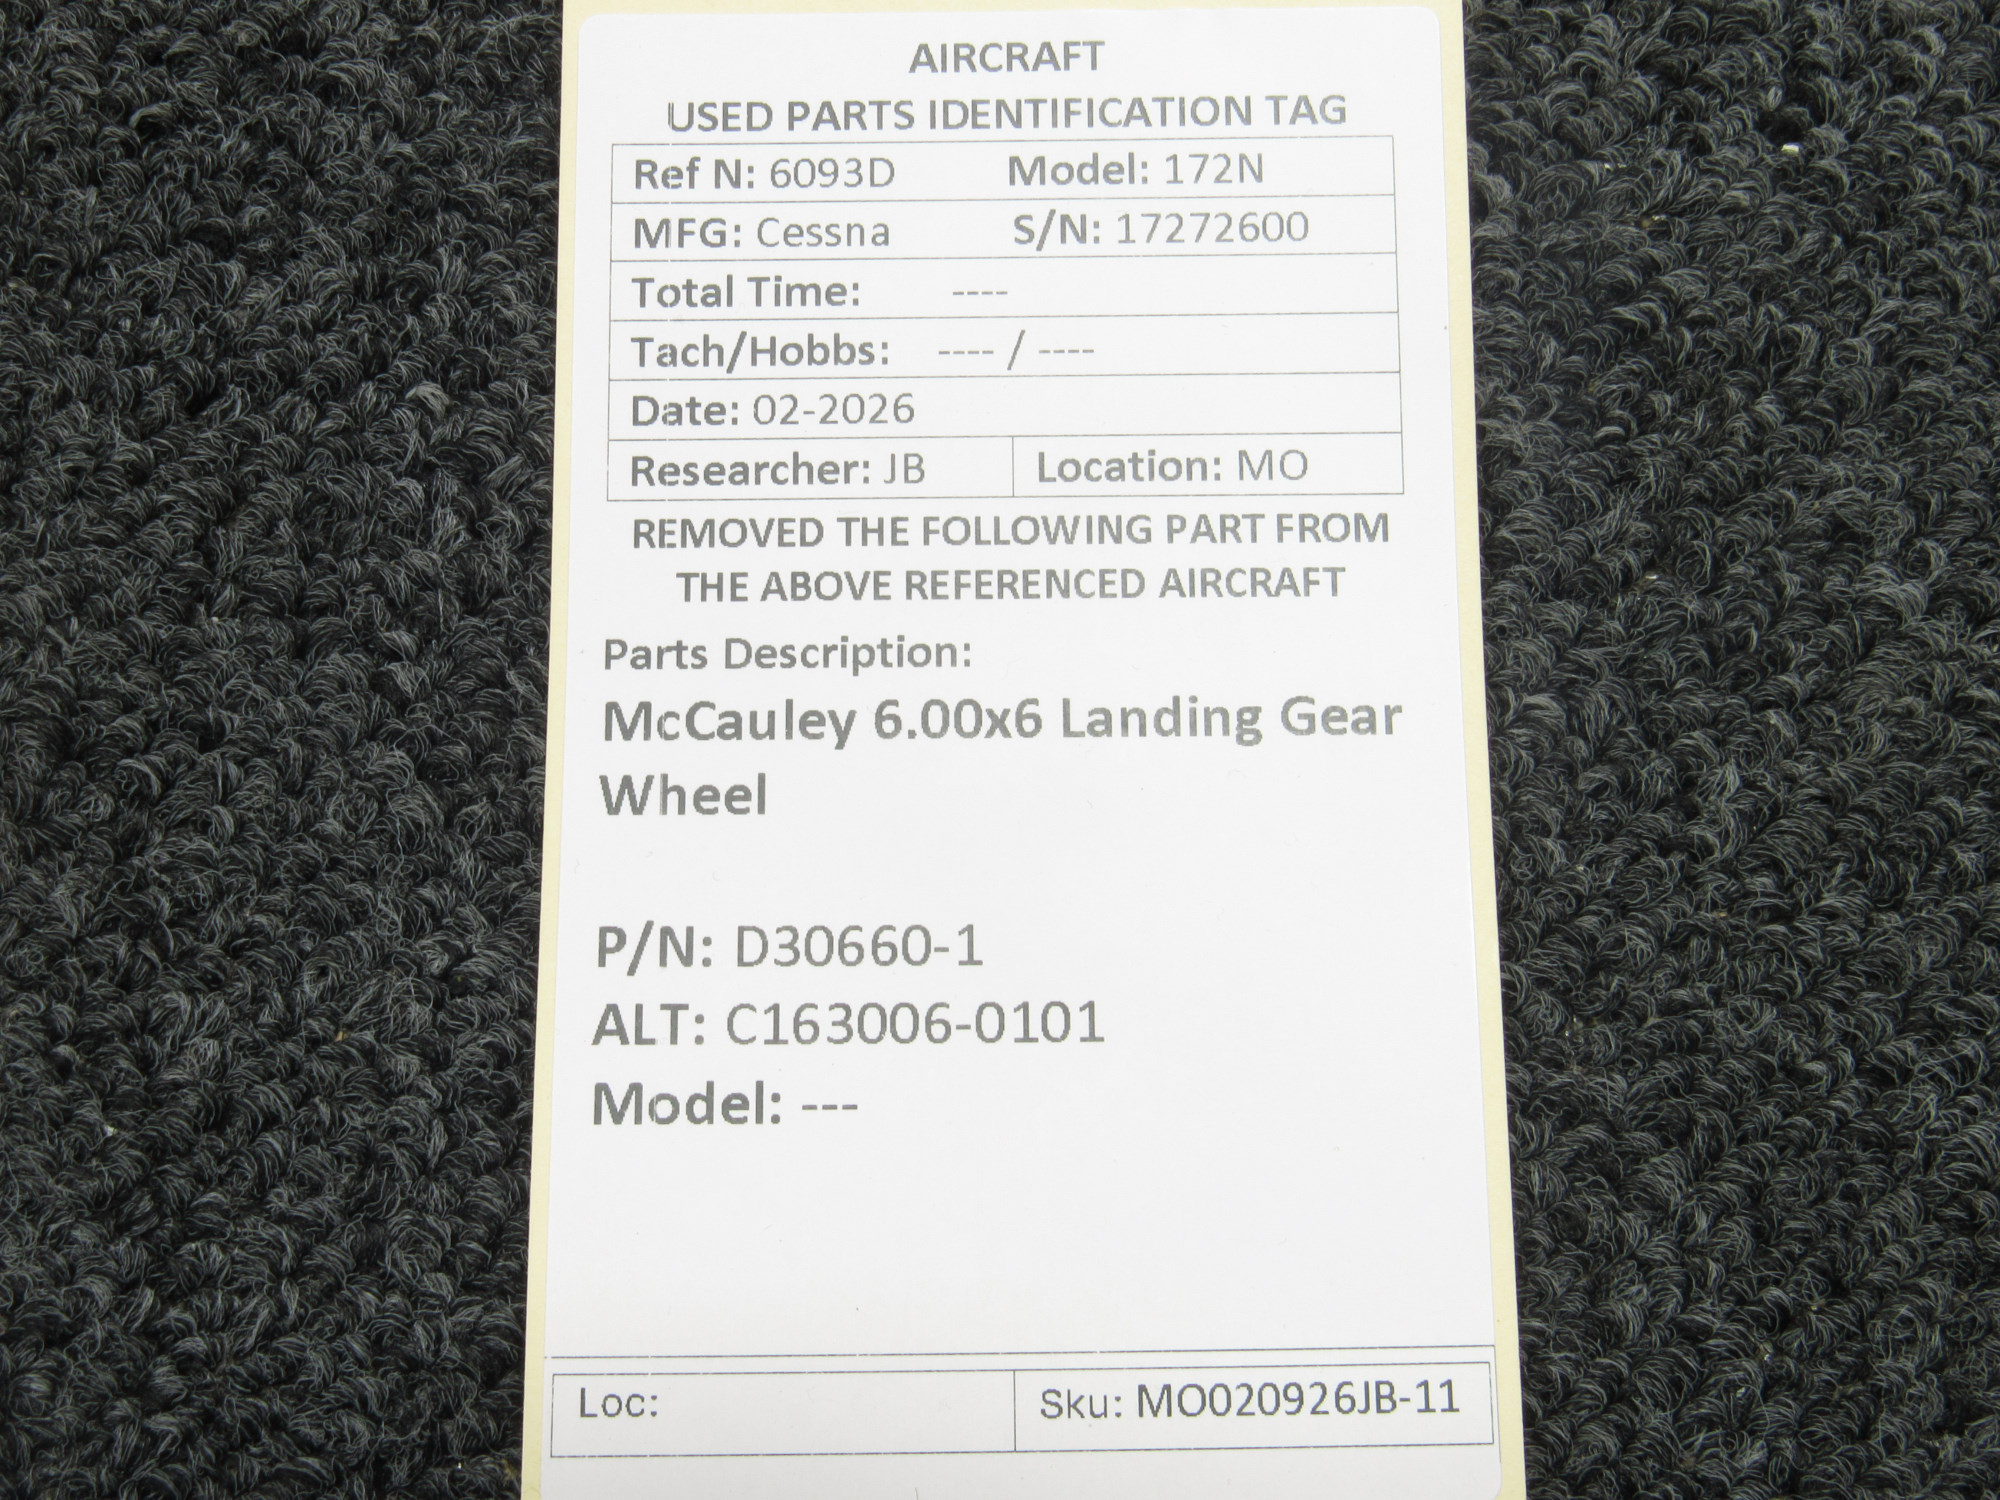 AIRCRAFT
USED PARTS IDENTIFICATION TAG
Ref N: 6093D Model: 172N
MFG: Cessna S/N: 17272600
Total Time: ----
Tach/Hobbs: ---- / ----
Date: 02-2026
Researcher: JB Location: MO
REMOVED THE FOLLOWING PART FROM
THE ABOVE REFERENCED AIRCRAFT
Parts Description:
McCauley 6.00x6 Landing Gear
Wheel
P/N: D30660-1
ALT: C163006-0101
Model: ---
Loc: Sku: MO020926JB-11